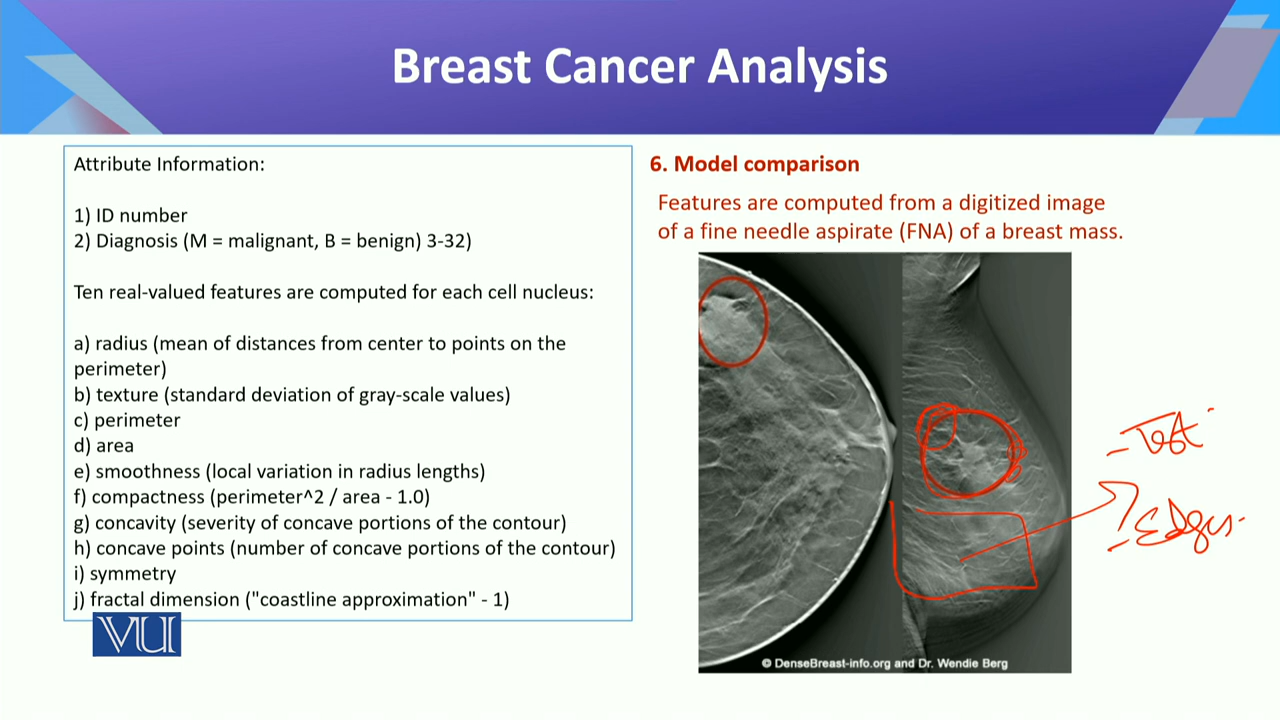 Breast Cancer Analysis
Attribute Information:
1) ID number
2) Diagnosis (M = malignant, B = benign) 3-32)
Ten real-valued features are computed for each cell nucleus:
a) radius (mean of distances from center to points on the
perimeter)
b) texture (standard deviation of gray-scale values)
c) perimeter
d) area
e) smoothness (local variation in radius lengths)
f) compactness (perimeter^2 / area - 1.0)
g) concavity (severity of concave portions of the contour)
h) concave points (number of concave portions of the contour)
i) symmetry
j) fractal dimension ("coastline approximation" - 1)
VU
6. Model comparison
Features are computed from a digitized image
of a fine needle aspirate (FNA) of a breast mass.
- Edges.
© DenseBreast-info.org and Dr. Wendie Berg